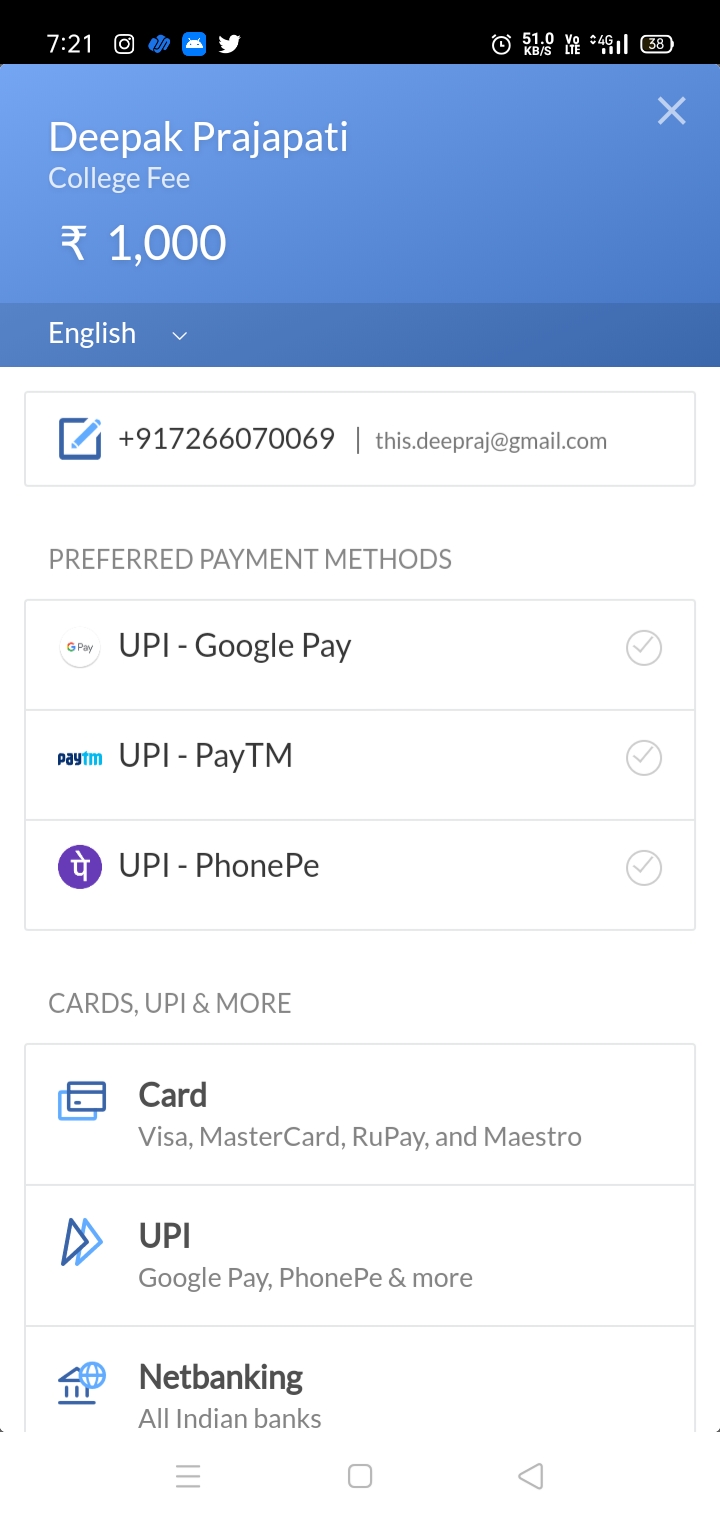 7:21 51.0 KB/S Vo LTE 4G 38
Deepak Prajapati
College Fee
₹ 1,000
English
+917266070069 | this.deepraj@gmail.com
PREFERRED PAYMENT METHODS
G Pay UPI - Google Pay
paytm UPI - PayTM
पे UPI - PhonePe
CARDS, UPI & MORE
Card
Visa, MasterCard, RuPay, and Maestro
UPI
Google Pay, PhonePe & more
Netbanking
All Indian banks